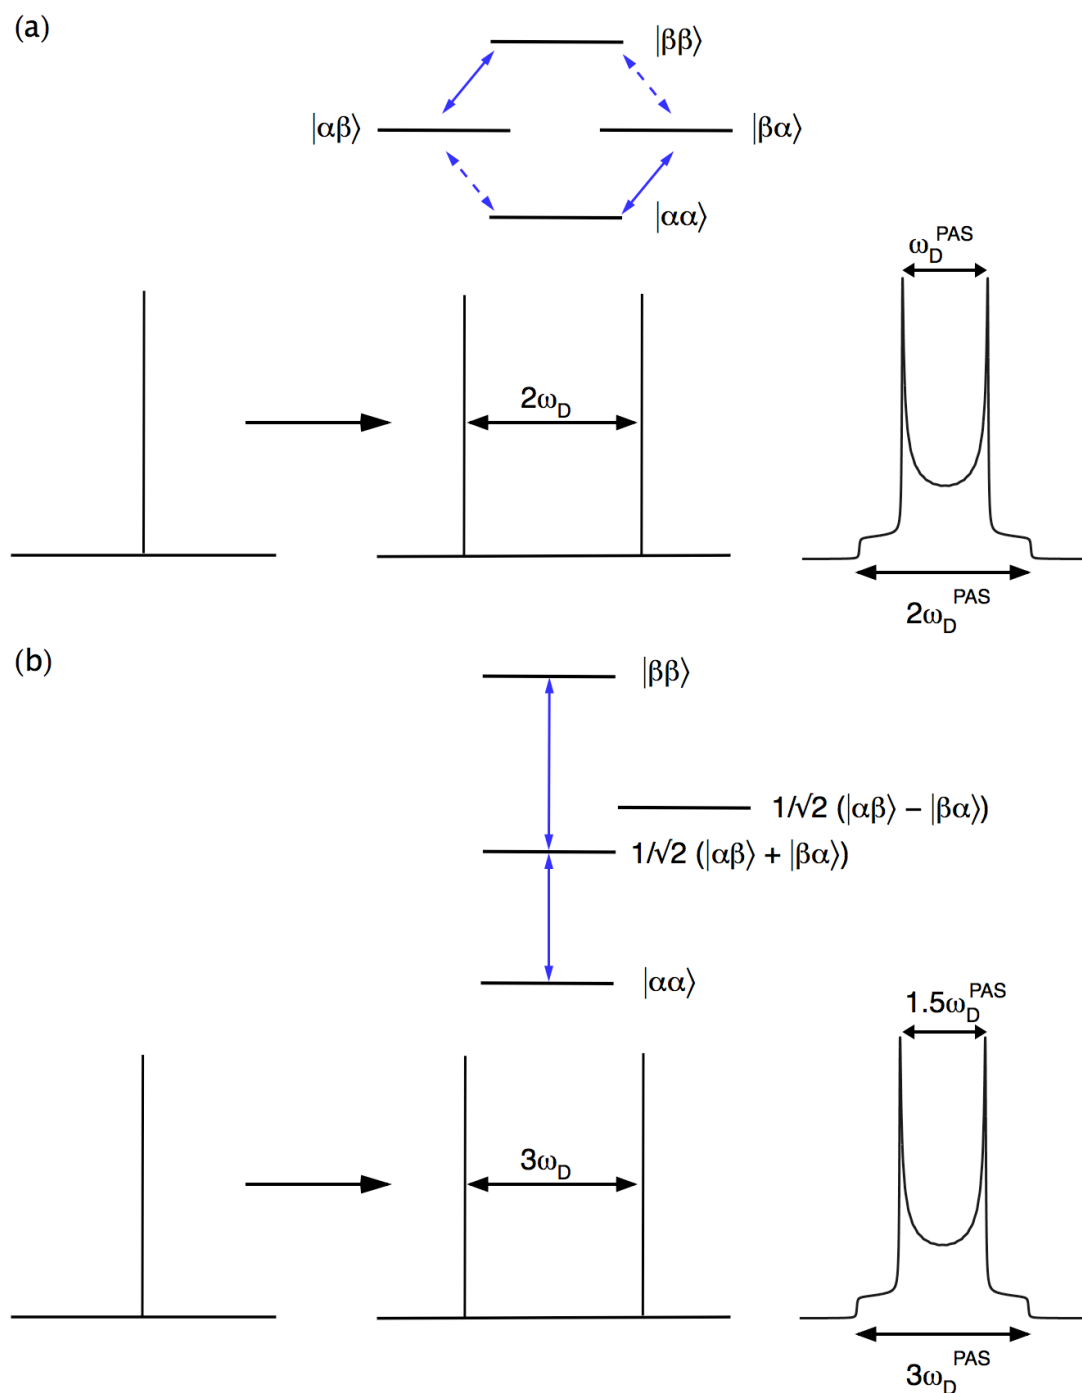 (a)
|ββ⟩
|αβ⟩ |βα⟩
|αα⟩
ω_D^PAS
2ω_D
2ω_D^PAS
(b)
|ββ⟩
1/√2 (|αβ⟩ – |βα⟩)
1/√2 (|αβ⟩ + |βα⟩)
|αα⟩
1.5ω_D^PAS
3ω_D
3ω_D^PAS